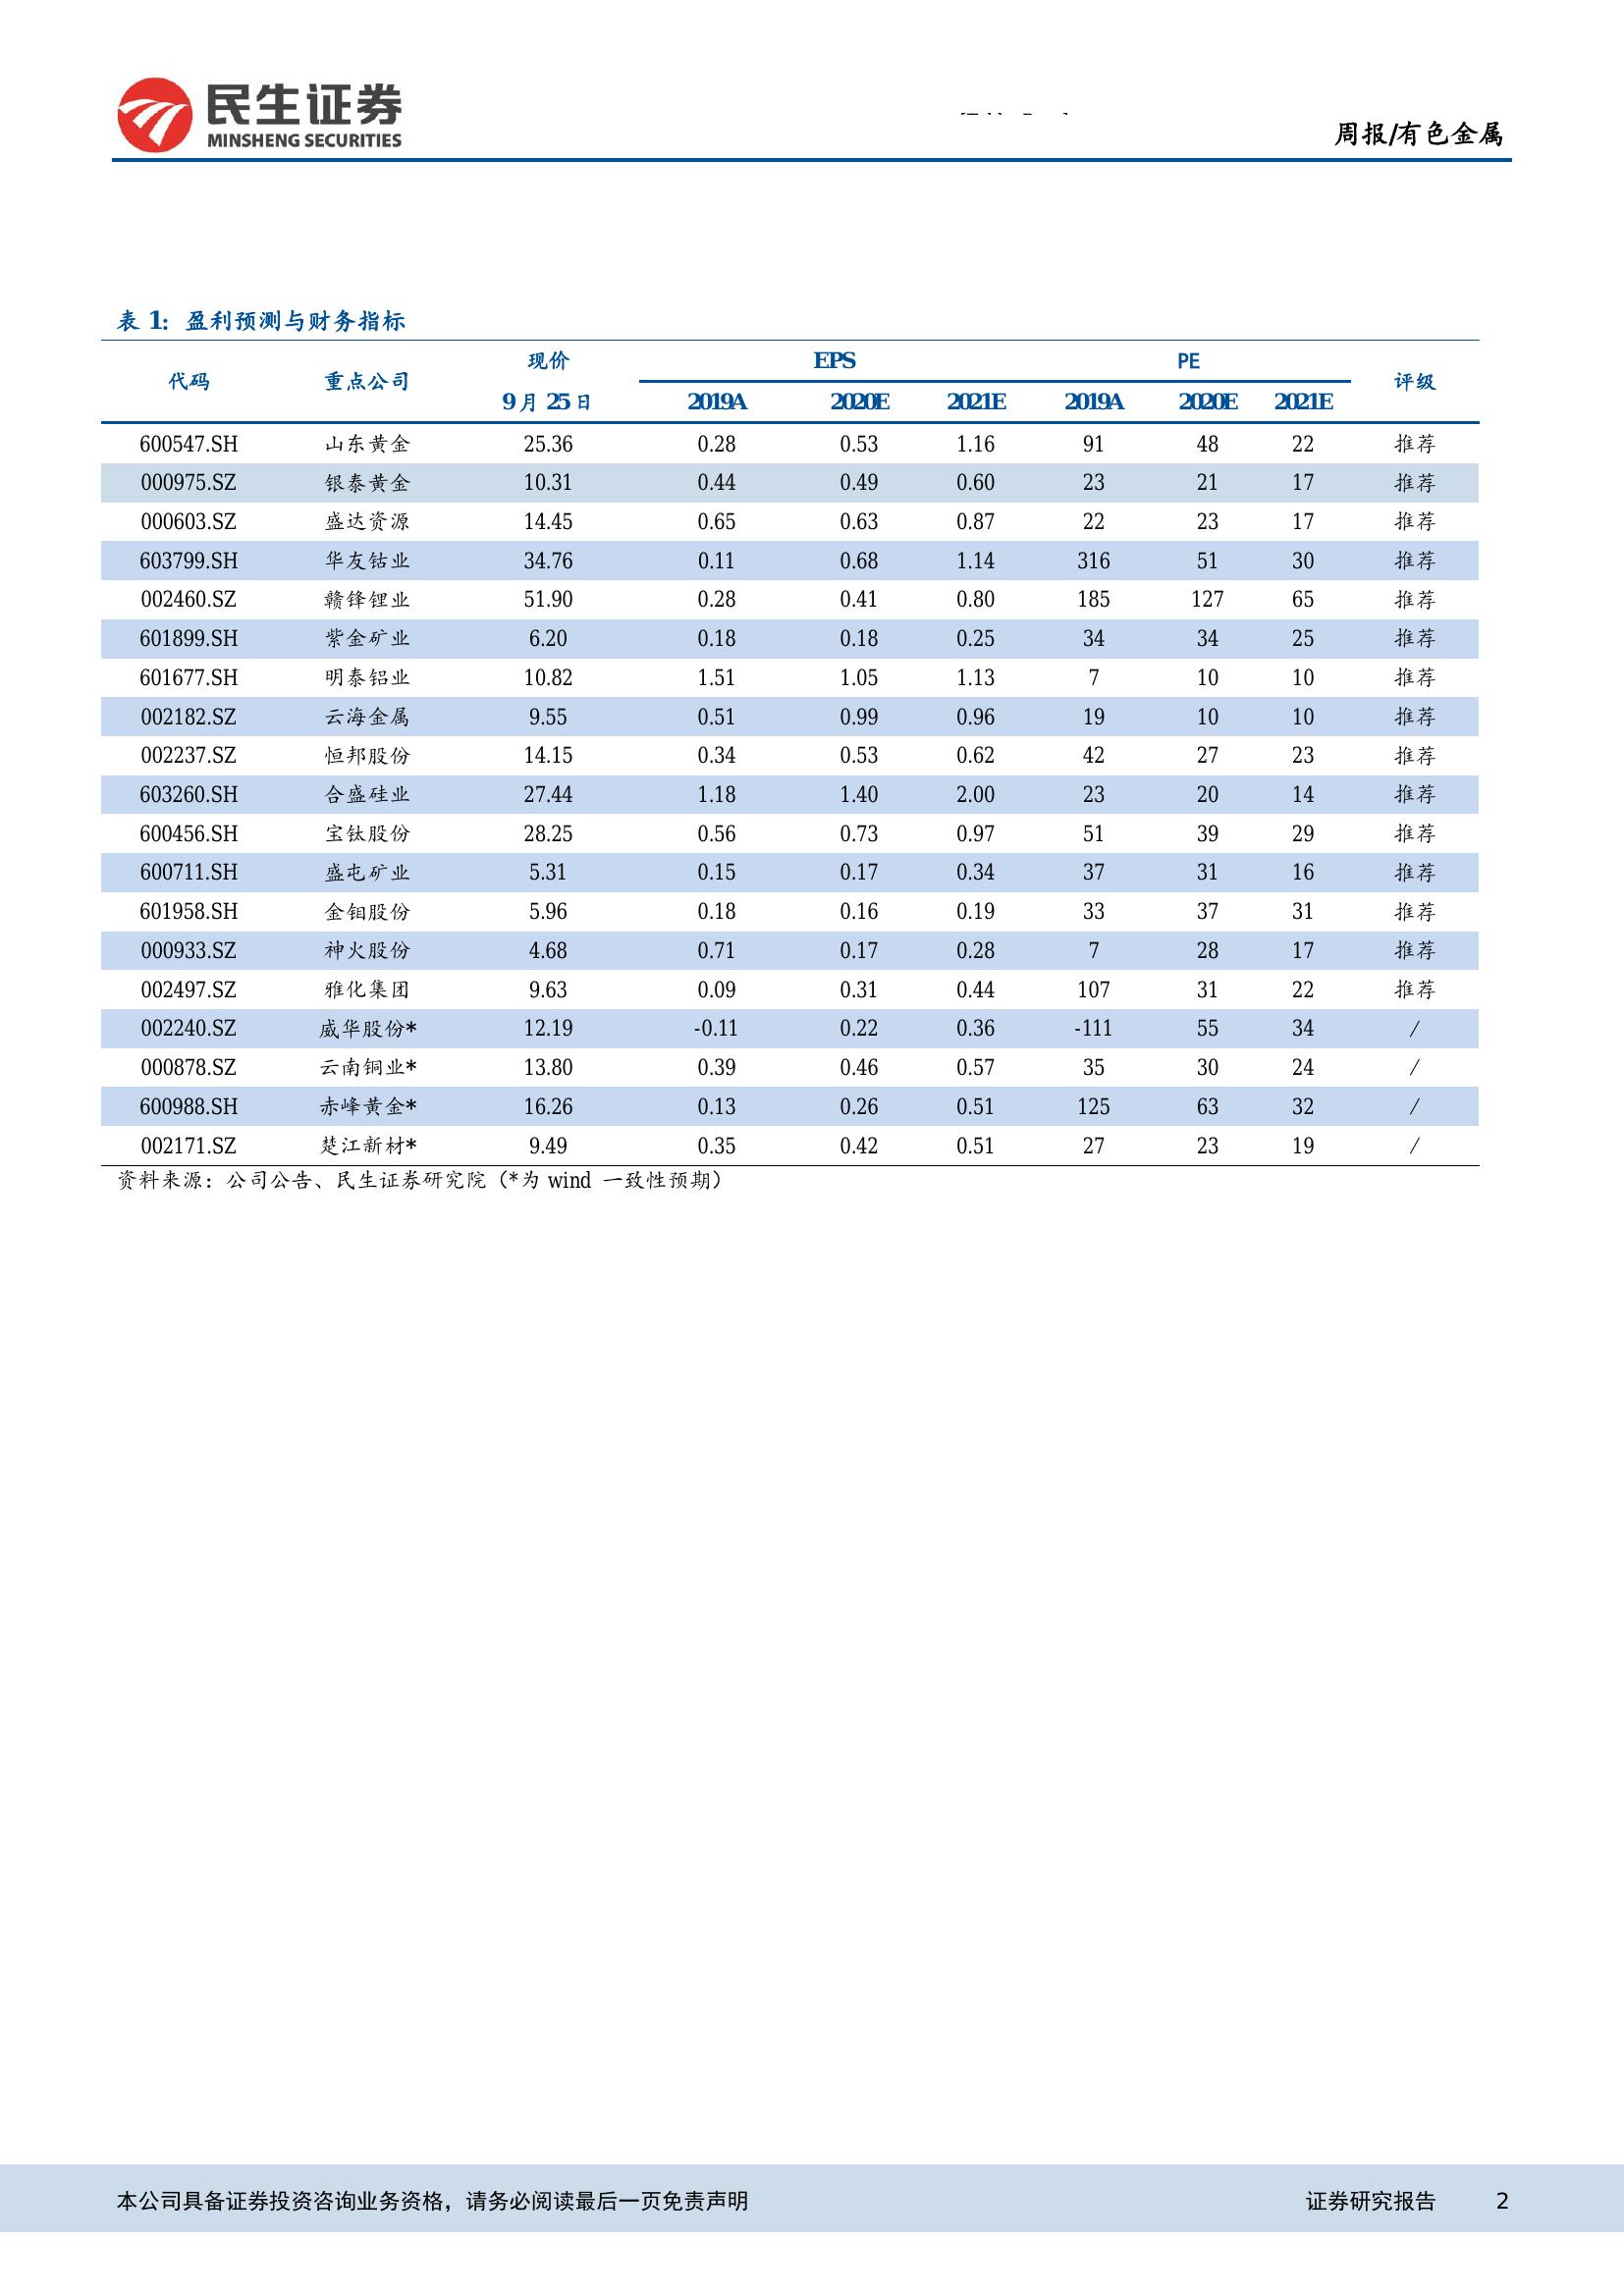 民生证券
MINSHENG SECURITIES
周报/有色金属
表 1：盈利预测与财务指标
代码 重点公司 现价 EPS PE 评级
9 月 25 日 2019A 2020E 2021E 2019A 2020E 2021E
600547.SH 山东黄金 25.36 0.28 0.53 1.16 91 48 22 推荐
000975.SZ 银泰黄金 10.31 0.44 0.49 0.60 23 21 17 推荐
000603.SZ 盛达资源 14.45 0.65 0.63 0.87 22 23 17 推荐
603799.SH 华友钴业 34.76 0.11 0.68 1.14 316 51 30 推荐
002460.SZ 赣锋锂业 51.90 0.28 0.41 0.80 185 127 65 推荐
601899.SH 紫金矿业 6.20 0.18 0.18 0.25 34 34 25 推荐
601677.SH 明泰铝业 10.82 1.51 1.05 1.13 7 10 10 推荐
002182.SZ 云海金属 9.55 0.51 0.99 0.96 19 10 10 推荐
002237.SZ 恒邦股份 14.15 0.34 0.53 0.62 42 27 23 推荐
603260.SH 合盛硅业 27.44 1.18 1.40 2.00 23 20 14 推荐
600456.SH 宝钛股份 28.25 0.56 0.73 0.97 51 39 29 推荐
600711.SH 盛屯矿业 5.31 0.15 0.17 0.34 37 31 16 推荐
601958.SH 金钼股份 5.96 0.18 0.16 0.19 33 37 31 推荐
000933.SZ 神火股份 4.68 0.71 0.17 0.28 7 28 17 推荐
002497.SZ 雅化集团 9.63 0.09 0.31 0.44 107 31 22 推荐
002240.SZ 威华股份* 12.19 -0.11 0.22 0.36 -111 55 34 /
000878.SZ 云南铜业* 13.80 0.39 0.46 0.57 35 30 24 /
600988.SH 赤峰黄金* 16.26 0.13 0.26 0.51 125 63 32 /
002171.SZ 楚江新材* 9.49 0.35 0.42 0.51 27 23 19 /
资料来源：公司公告、民生证券研究院（*为 wind 一致性预期）
本公司具备证券投资咨询业务资格，请务必阅读最后一页免责声明 证券研究报告 2